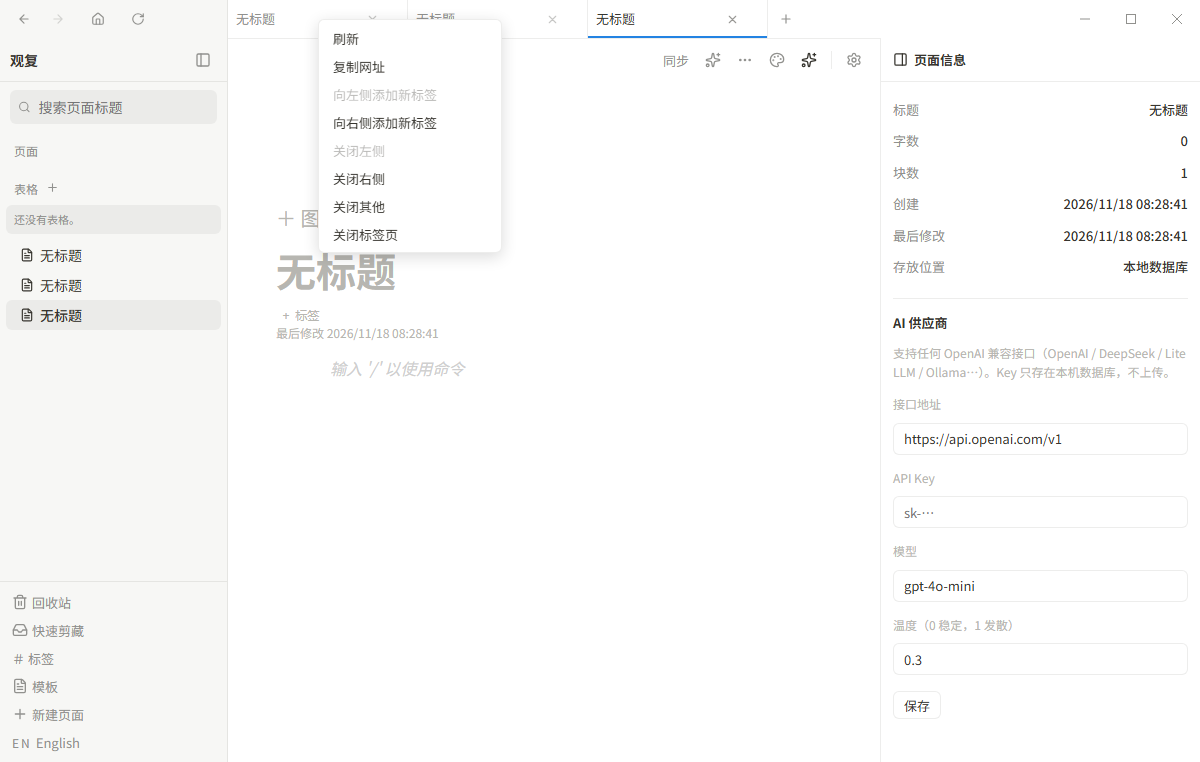 无标题
无标题
无标题
观复
搜索页面标题
页面
表格
还没有表格。
无标题
无标题
无标题
回收站
快速剪藏
# 标签
模板
新建页面
EN English
刷新
复制网址
向左侧添加新标签
向右侧添加新标签
关闭左侧
关闭右侧
关闭其他
关闭标签页
同步
图
无标题
+ 标签
最后修改 2026/11/18 08:28:41
输入 '/' 以使用命令
页面信息
标题 无标题
字数 0
块数 1
创建 2026/11/18 08:28:41
最后修改 2026/11/18 08:28:41
存放位置 本地数据库
AI 供应商
支持任何 OpenAI 兼容接口（OpenAI / DeepSeek / Lite
LLM / Ollama…）。Key 只存在本机数据库，不上传。
接口地址
https://api.openai.com/v1
API Key
sk-…
模型
gpt-4o-mini
温度（0 稳定，1 发散）
0.3
保存